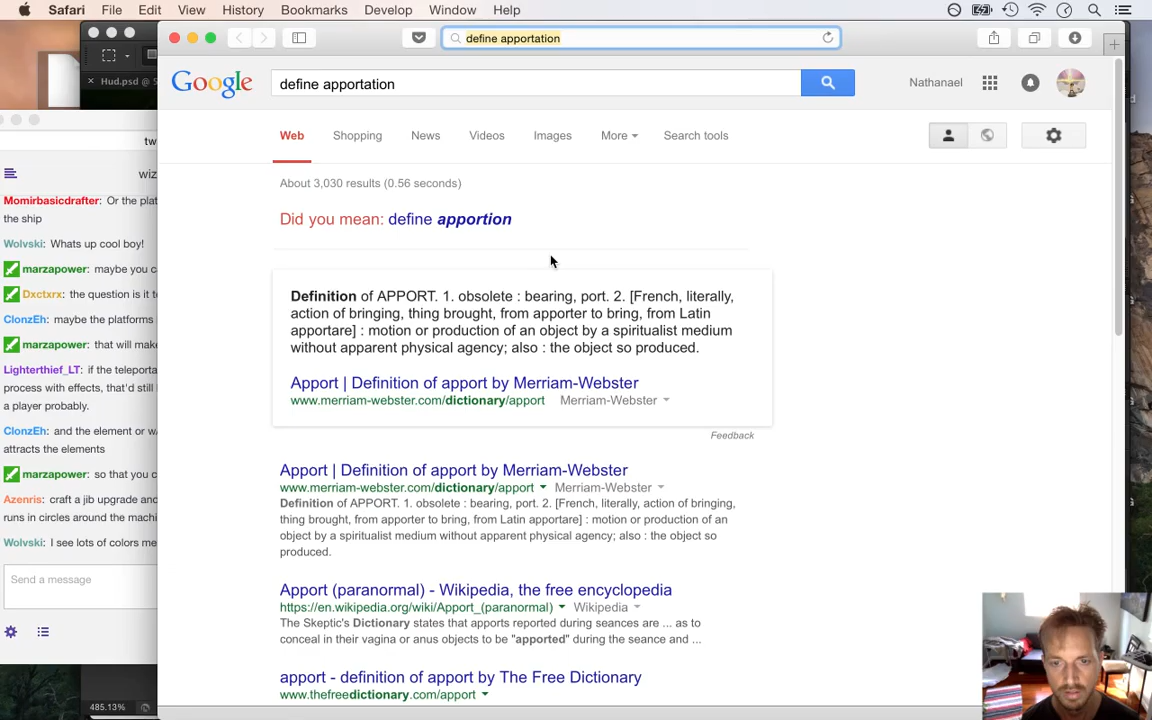 Safari File Edit View History Bookmarks Develop Window Help
define apportation
Hud.psd @
Google
define apportation
Nathanael
Web Shopping News Videos Images More Search tools
About 3,030 results (0.56 seconds)
Did you mean: define apportion
Definition of APPORT. 1. obsolete : bearing, port. 2. [French, literally,
action of bringing, thing brought, from apporter to bring, from Latin
apportare] : motion or production of an object by a spiritualist medium
without apparent physical agency; also : the object so produced.
Apport | Definition of apport by Merriam-Webster
www.merriam-webster.com/dictionary/apport Merriam-Webster
Feedback
Apport | Definition of apport by Merriam-Webster
www.merriam-webster.com/dictionary/apport Merriam-Webster
Definition of APPORT. 1. obsolete : bearing, port. 2. [French, literally, action of bringing,
thing brought, from apporter to bring, from Latin apportare] : motion or production of an
object by a spiritualist medium without apparent physical agency; also : the object so
produced.
Apport (paranormal) - Wikipedia, the free encyclopedia
https://en.wikipedia.org/wiki/Apport_(paranormal) Wikipedia
The Skeptic's Dictionary states that apports reported during seances are ... as to
conceal in their vagina or anus objects to be "apported" during the seance and ...
apport - definition of apport by The Free Dictionary
www.thefreedictionary.com/apport
tw
wiz
Momirbasicdrafter: Or the plat
the ship
Wolvski: Whats up cool boy!
marzapower: maybe you c
Dxctxrx: the question is it t
ClonzEh: maybe the platforms
marzapower: that will make
Lighterthief_LT: if the teleporta
process with effects, that'd still
a player probably.
ClonzEh: and the element or w
attracts the elements
marzapower: so that you c
Azenris: craft a jib upgrade and
runs in circles around the machi
Wolvski: I see lots of colors me
Send a message
485.13%